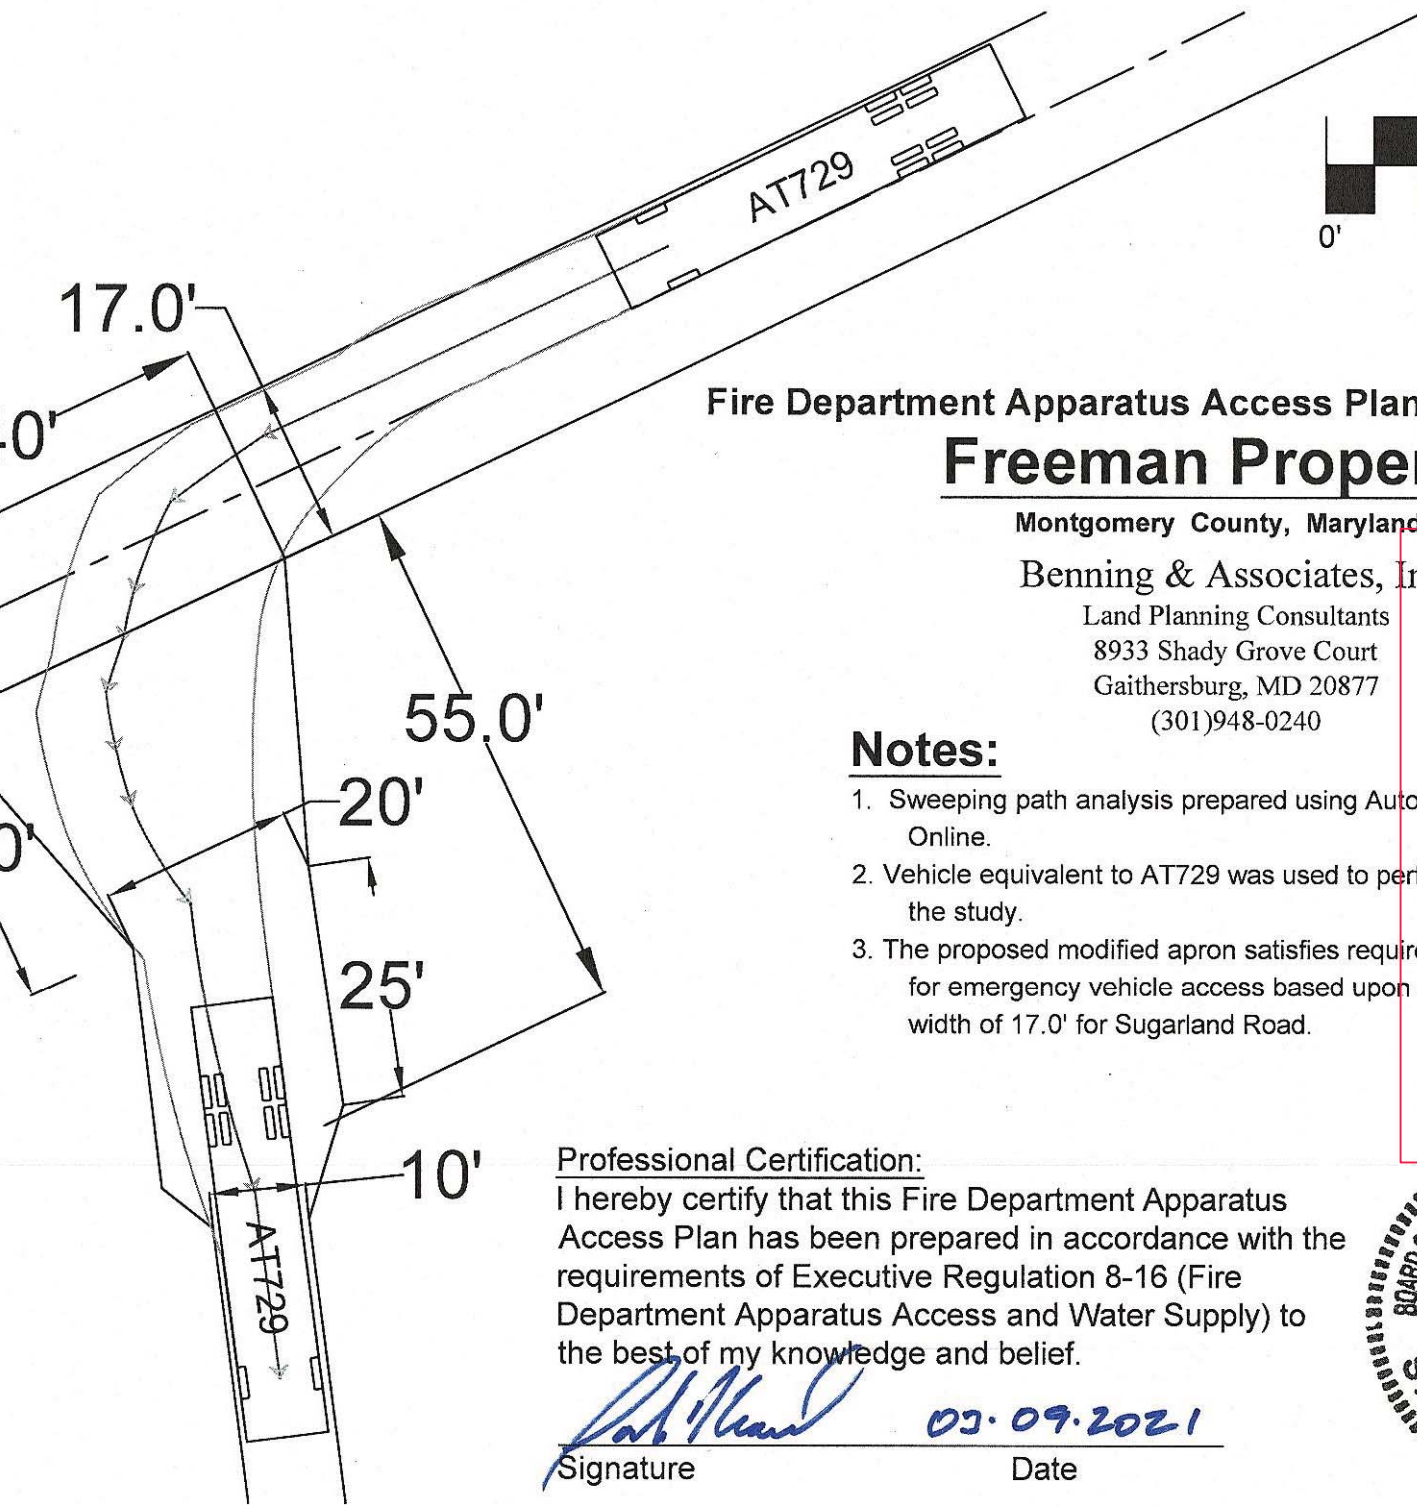 AT729
0'
17.0'
0'
Fire Department Apparatus Access Plan
Freeman Proper
Montgomery County, Maryland
Benning & Associates, In
Land Planning Consultants
8933 Shady Grove Court
Gaithersburg, MD 20877
(301)948-0240
55.0'
20'
0'
25'
10'
AT729
Notes:
1. Sweeping path analysis prepared using Auto
Online.
2. Vehicle equivalent to AT729 was used to per
the study.
3. The proposed modified apron satisfies require
for emergency vehicle access based upon
width of 17.0' for Sugarland Road.
Professional Certification:
I hereby certify that this Fire Department Apparatus
Access Plan has been prepared in accordance with the
requirements of Executive Regulation 8-16 (Fire
Department Apparatus Access and Water Supply) to
the best of my knowledge and belief.
09.2021
Signature Date
BOARD